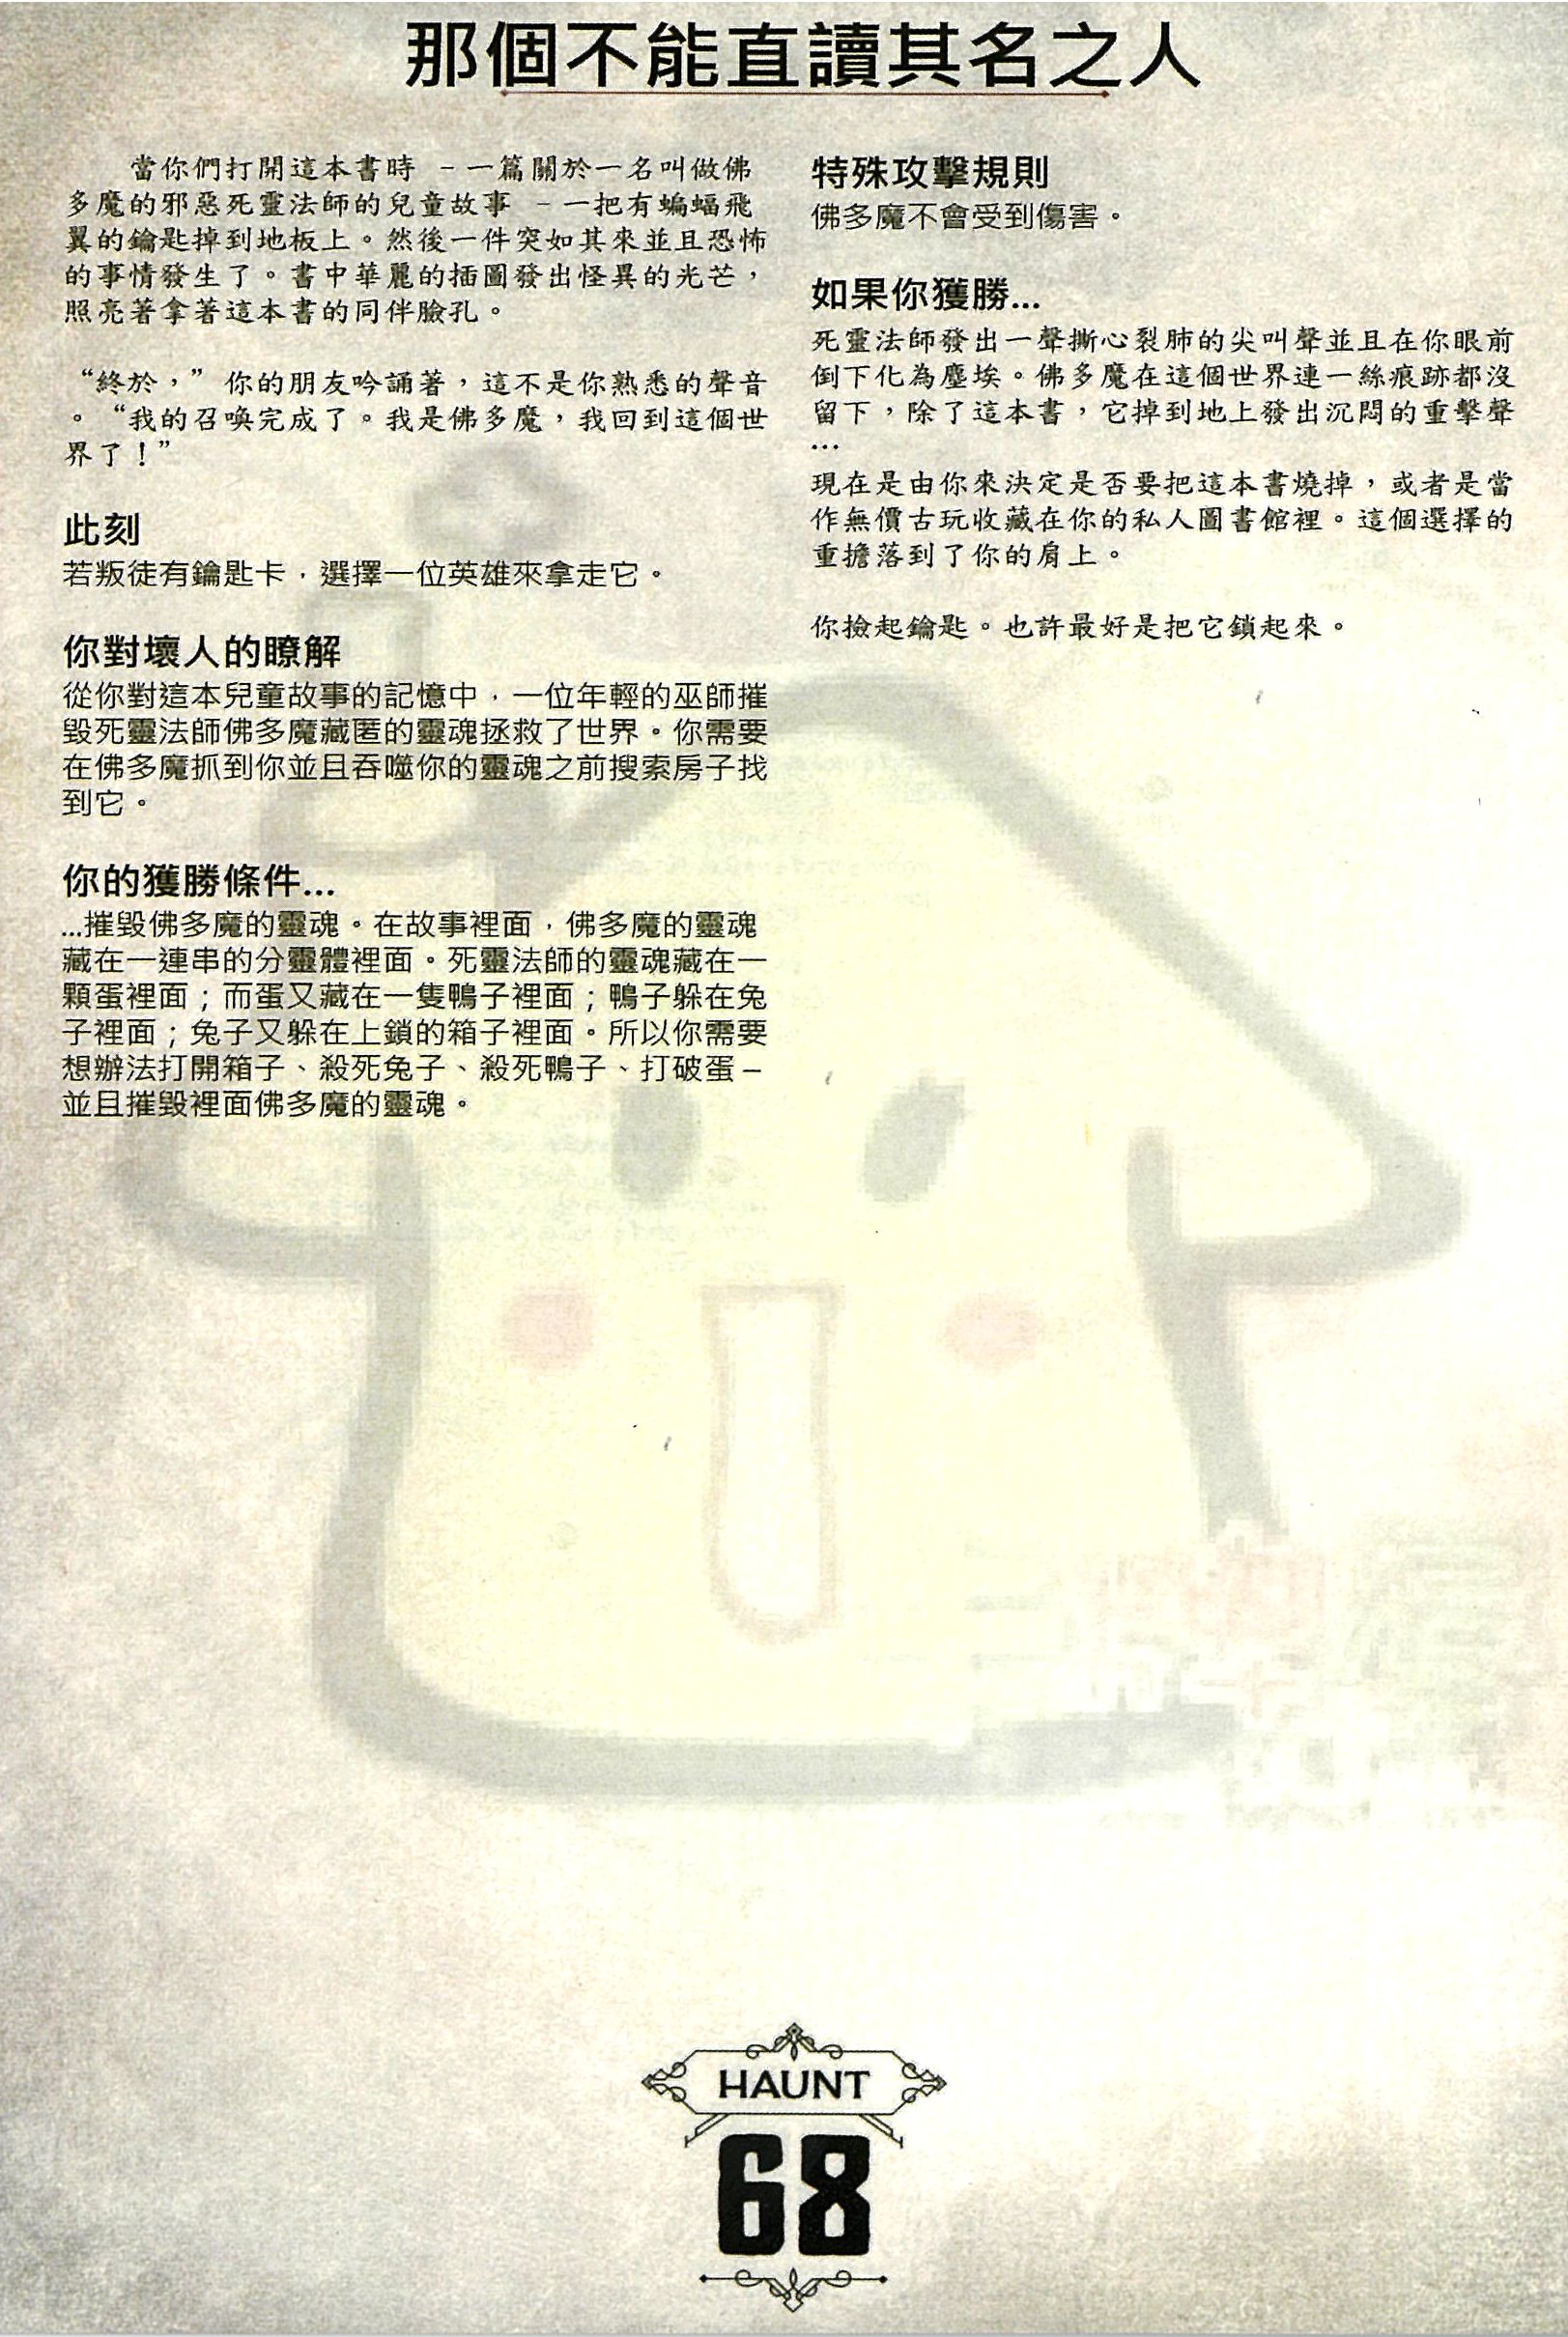 那個不能直讀其名之人
當你們打開這本書時 －一篇關於一名叫做佛
多魔的邪惡死靈法師的兒童故事 －一把有蝙蝠飛
翼的鑰匙掉到地板上。然後一件突如其來並且恐怖
的事情發生了。書中華麗的插圖發出怪異的光芒，
照亮著拿著這本書的同伴臉孔。
“終於，”你的朋友吟誦著，這不是你熟悉的聲音
。“我的召喚完成了。我是佛多魔，我回到這個世
界了！”
此刻
若叛徒有鑰匙卡，選擇一位英雄來拿走它。
你對壞人的瞭解
從你對這本兒童故事的記憶中，一位年輕的巫師摧
毀死靈法師佛多魔藏匿的靈魂拯救了世界。你需要
在佛多魔抓到你並且吞噬你的靈魂之前搜索房子找
到它。
你的獲勝條件...
...摧毀佛多魔的靈魂。在故事裡面，佛多魔的靈魂
藏在一連串的分靈體裡面。死靈法師的靈魂藏在一
顆蛋裡面；而蛋又藏在一隻鴨子裡面；鴨子躲在兔
子裡面；兔子又躲在上鎖的箱子裡面。所以你需要
想辦法打開箱子、殺死兔子、殺死鴨子、打破蛋－
並且摧毀裡面佛多魔的靈魂。
特殊攻擊規則
佛多魔不會受到傷害。
如果你獲勝...
死靈法師發出一聲撕心裂肺的尖叫聲並且在你眼前
倒下化為塵埃。佛多魔在這個世界連一絲痕跡都沒
留下，除了這本書，它掉到地上發出沉悶的重擊聲
…
現在是由你來決定是否要把這本書燒掉，或者是當
作無價古玩收藏在你的私人圖書館裡。這個選擇的
重擔落到了你的肩上。
你撿起鑰匙。也許最好是把它鎖起來。
HAUNT
68